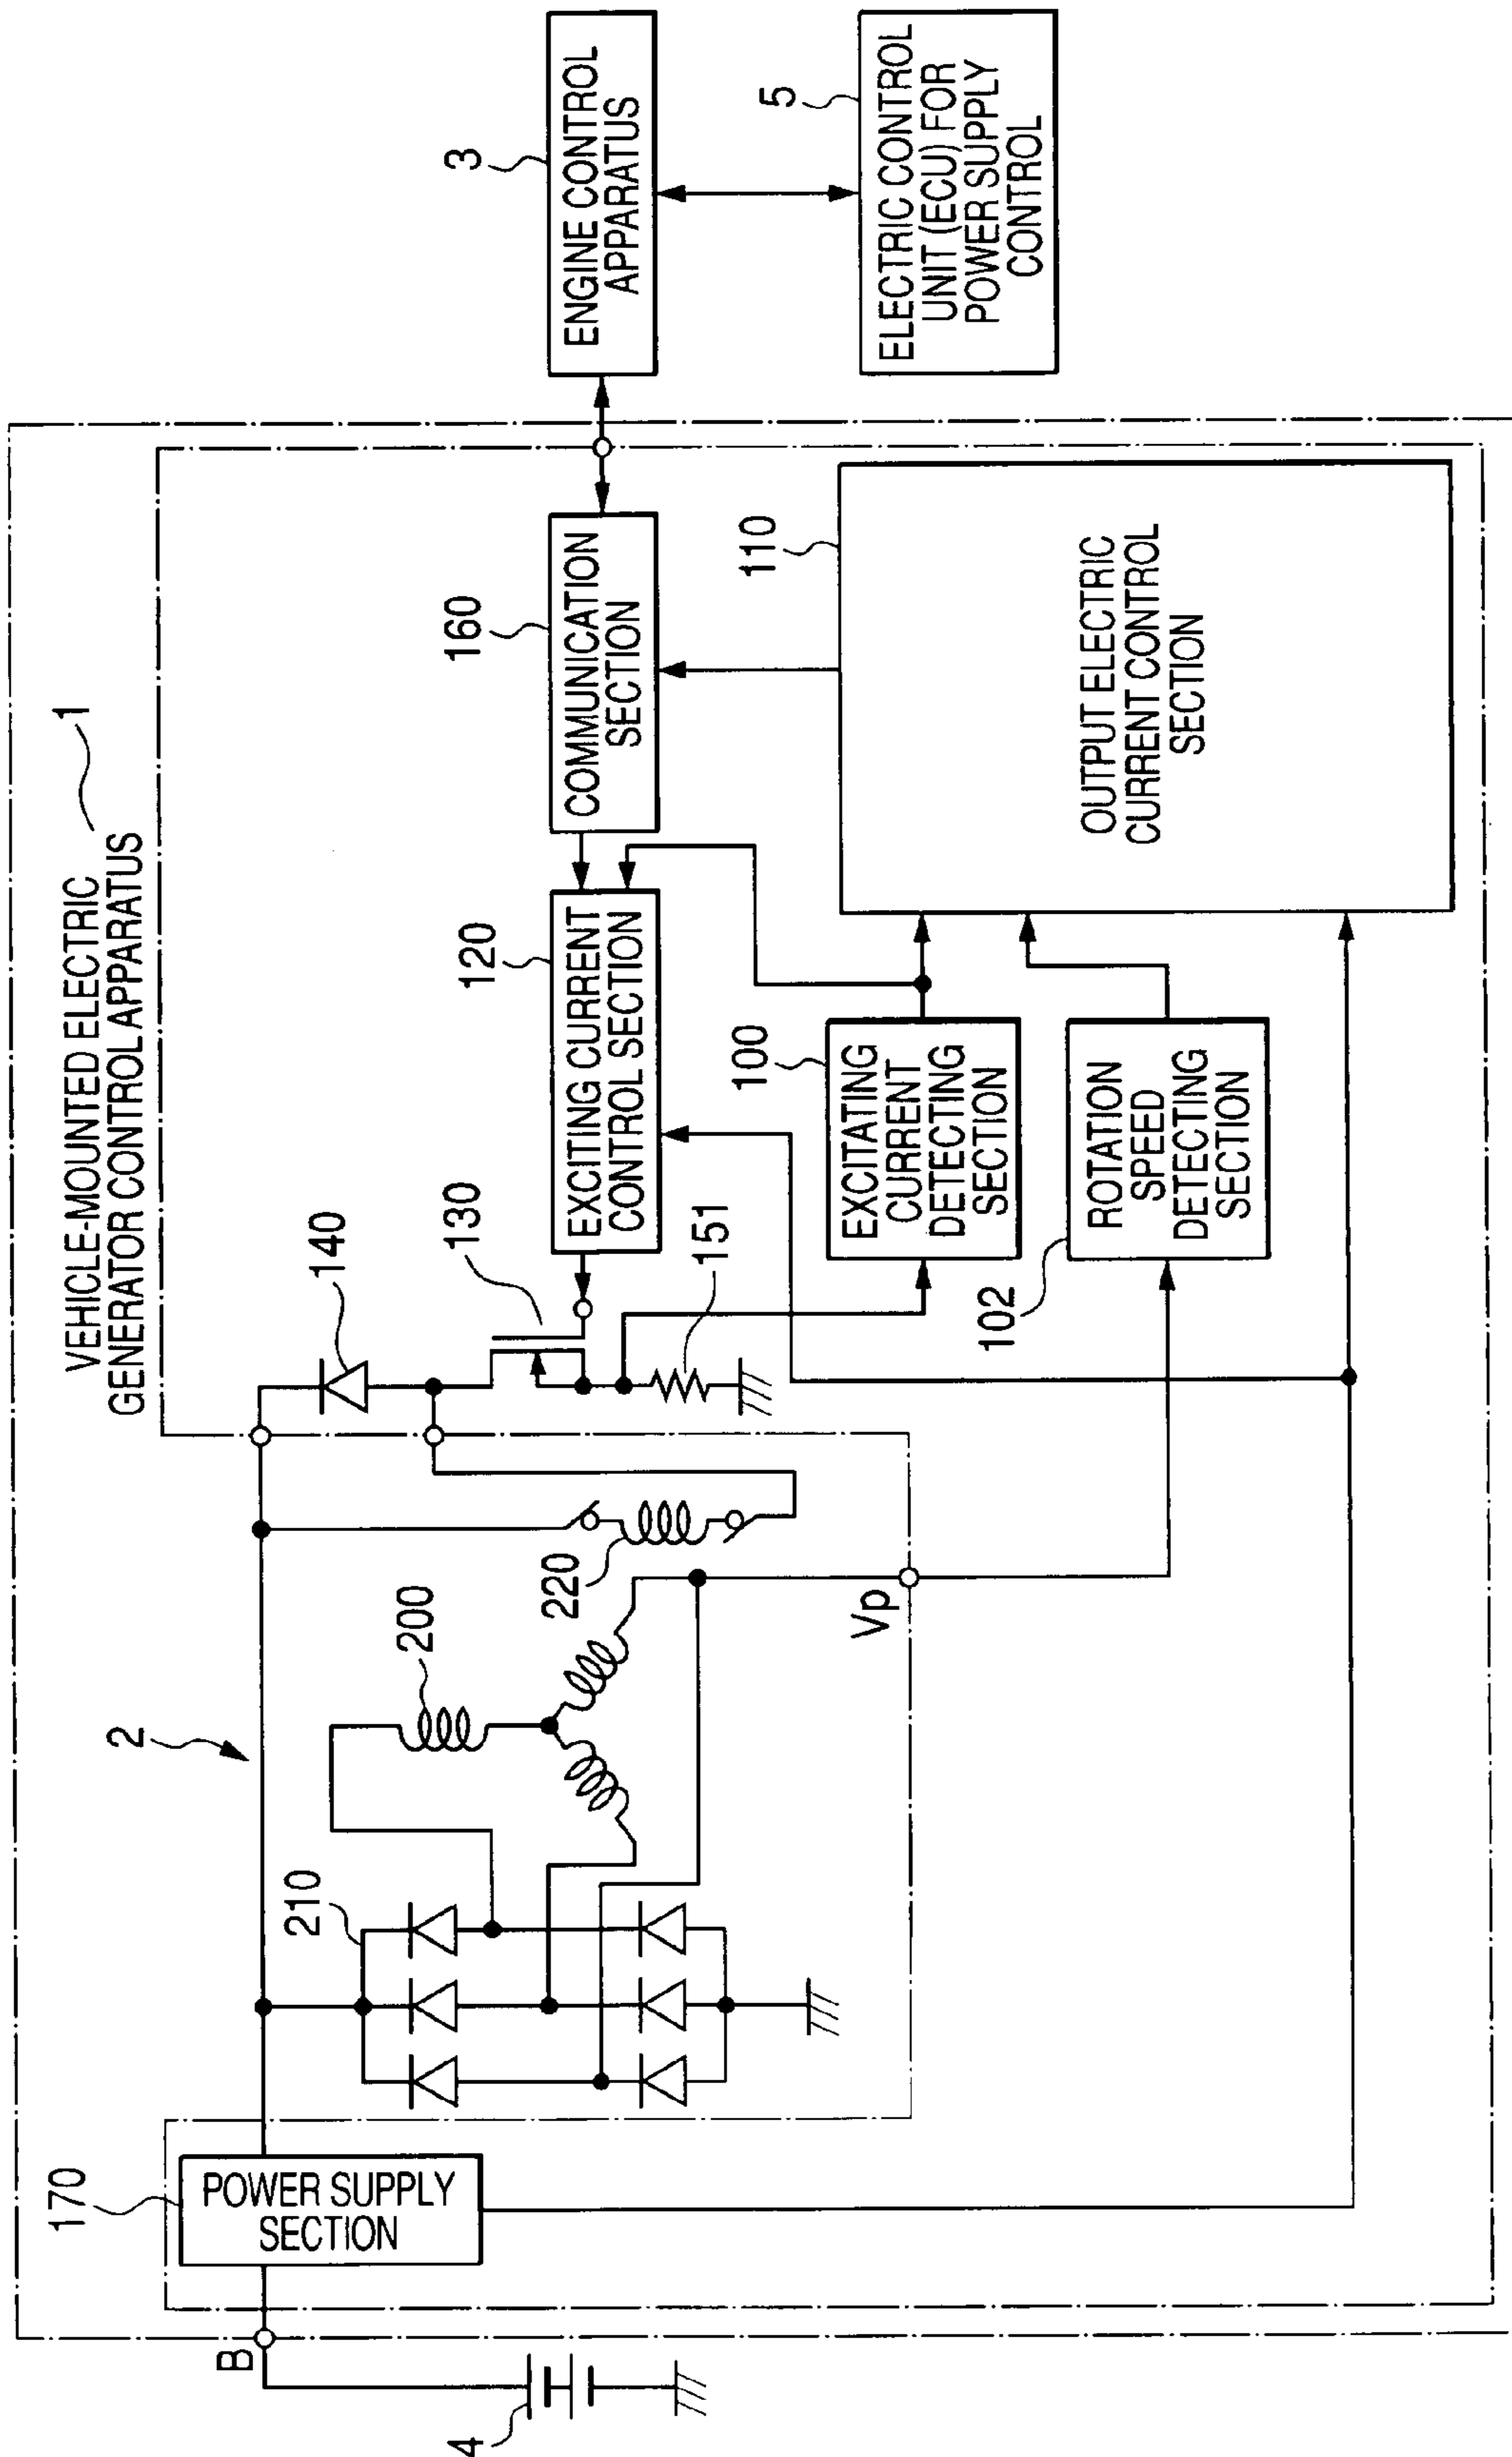 VEHICLE-MOUNTED ELECTRIC
GENERATOR CONTROL APPARATUS
1
2
170
POWER SUPPLY
SECTION
B
4
210
200
220
Vp
140
130
151
120
EXCITING CURRENT
CONTROL SECTION
160
COMMUNICATION
SECTION
3
ENGINE CONTROL
APPARATUS
5
ELECTRIC CONTROL
UNIT (ECU) FOR
POWER SUPPLY
CONTROL
100
EXCITATING
CURRENT
DETECTING
SECTION
102
ROTATION
SPEED
DETECTING
SECTION
110
OUTPUT ELECTRIC
CURRENT CONTROL
SECTION